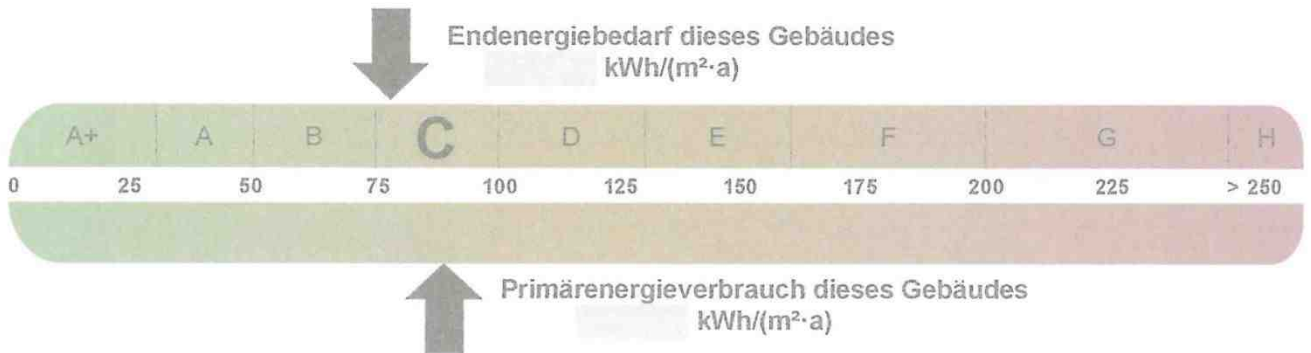 Endenergiebedarf dieses Gebäudes
kWh/(m²·a)
A+ A B C D E F G H
0 25 50 75 100 125 150 175 200 225 > 250
Primärenergieverbrauch dieses Gebäudes
kWh/(m²·a)